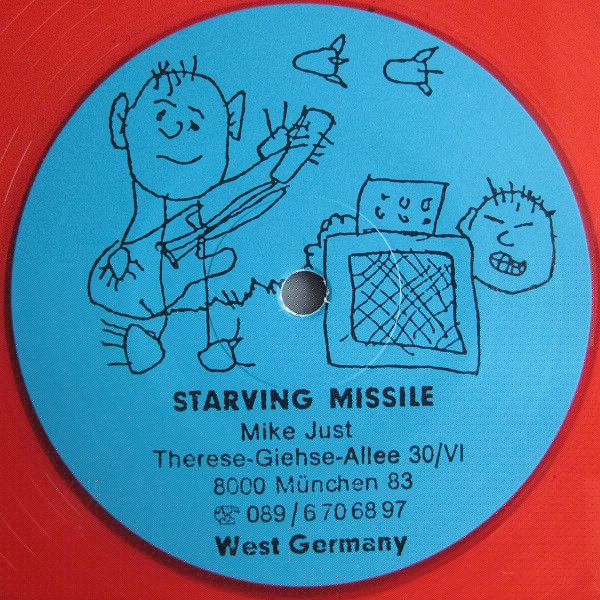 STARVING MISSILE
Mike Just
Therese-Giehse-Allee 30/VI
8000 München 83
☏ 089/6 70 68 97
West Germany